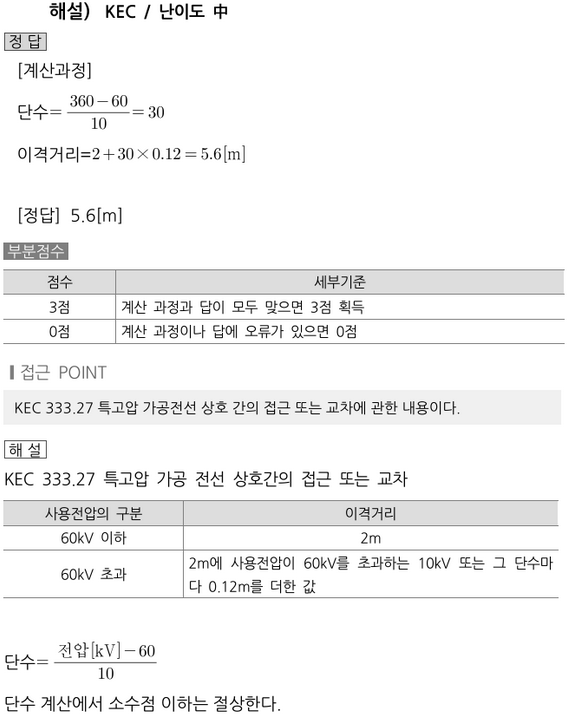 해설) KEC / 난이도 中
정 답
[계산과정]
단수= (360-60)/10 = 30
이격거리=2+30×0.12=5.6[m]
[정답] 5.6[m]
부분점수
점수 세부기준
3점 계산 과정과 답이 모두 맞으면 3점 획득
0점 계산 과정이나 답에 오류가 있으면 0점
접근 POINT
KEC 333.27 특고압 가공전선 상호 간의 접근 또는 교차에 관한 내용이다.
해 설
KEC 333.27 특고압 가공 전선 상호간의 접근 또는 교차
사용전압의 구분 이격거리
60kV 이하 2m
60kV 초과 2m에 사용전압이 60kV를 초과하는 10kV 또는 그 단수마
다 0.12m를 더한 값
단수= (전압[kV]-60)/10
단수 계산에서 소수점 이하는 절상한다.